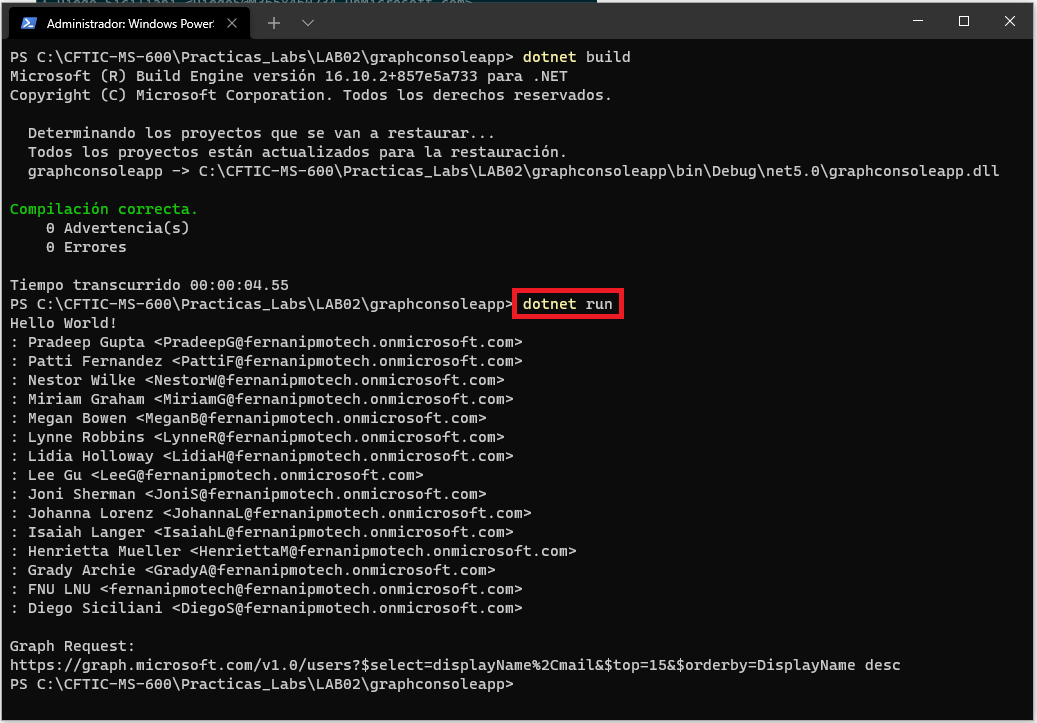 Administrador: Windows Power
PS C:\CFTIC-MS-600\Practicas_Labs\LAB02\graphconsoleapp> dotnet build
Microsoft (R) Build Engine versión 16.10.2+857e5a733 para .NET
Copyright (C) Microsoft Corporation. Todos los derechos reservados.
Determinando los proyectos que se van a restaurar...
Todos los proyectos están actualizados para la restauración.
graphconsoleapp -> C:\CFTIC-MS-600\Practicas_Labs\LAB02\graphconsoleapp\bin\Debug\net5.0\graphconsoleapp.dll
Compilación correcta.
0 Advertencia(s)
0 Errores
Tiempo transcurrido 00:00:04.55
PS C:\CFTIC-MS-600\Practicas_Labs\LAB02\graphconsoleapp> dotnet run
Hello World!
: Pradeep Gupta <PradeepG@fernanipmotech.onmicrosoft.com>
: Patti Fernandez <PattiF@fernanipmotech.onmicrosoft.com>
: Nestor Wilke <NestorW@fernanipmotech.onmicrosoft.com>
: Miriam Graham <MiriamG@fernanipmotech.onmicrosoft.com>
: Megan Bowen <MeganB@fernanipmotech.onmicrosoft.com>
: Lynne Robbins <LynneR@fernanipmotech.onmicrosoft.com>
: Lidia Holloway <LidiaH@fernanipmotech.onmicrosoft.com>
: Lee Gu <LeeG@fernanipmotech.onmicrosoft.com>
: Joni Sherman <JoniS@fernanipmotech.onmicrosoft.com>
: Johanna Lorenz <JohannaL@fernanipmotech.onmicrosoft.com>
: Isaiah Langer <IsaiahL@fernanipmotech.onmicrosoft.com>
: Henrietta Mueller <HenriettaM@fernanipmotech.onmicrosoft.com>
: Grady Archie <GradyA@fernanipmotech.onmicrosoft.com>
: FNU LNU <fernanipmotech@fernanipmotech.onmicrosoft.com>
: Diego Siciliani <DiegoS@fernanipmotech.onmicrosoft.com>
Graph Request:
https://graph.microsoft.com/v1.0/users?$select=displayName%2Cmail&$top=15&$orderby=DisplayName desc
PS C:\CFTIC-MS-600\Practicas_Labs\LAB02\graphconsoleapp>